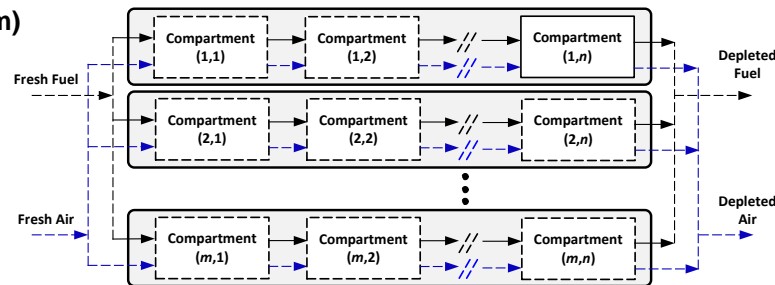 m)
Compartment
(1,1)
Compartment
(1,2)
Compartment
(1,n)
Depleted
Fuel
Fresh Fuel
Compartment
(2,1)
Compartment
(2,2)
Compartment
(2,n)
Fresh Air
Depleted
Air
Compartment
(m,1)
Compartment
(m,2)
Compartment
(m,n)